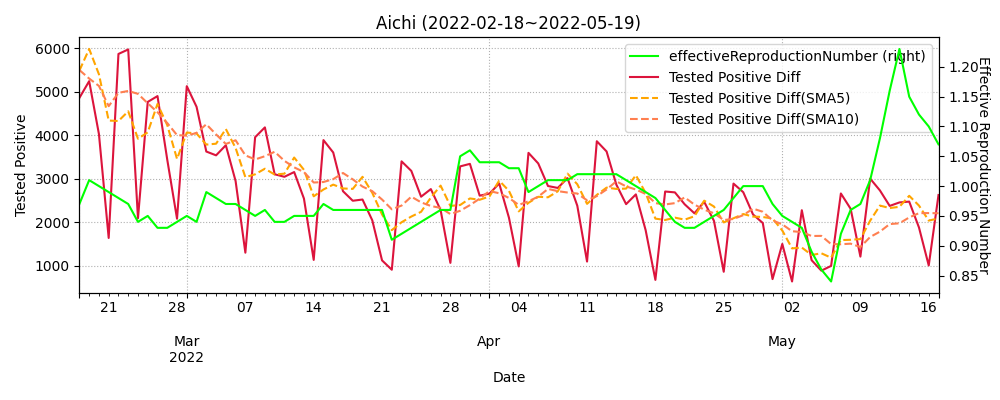 Aichi (2022-02-18~2022-05-19)
effectiveReproductionNumber (right)
Tested Positive Diff
Tested Positive Diff(SMA5)
Tested Positive Diff(SMA10)
Tested Positive
6000
5000
4000
3000
2000
1000
Effective Reproduction Number
1.20
1.15
1.10
1.05
1.00
0.95
0.90
0.85
21 28 07 14 21 28 04 11 18 25 02 09 16
Mar Apr May
2022
Date